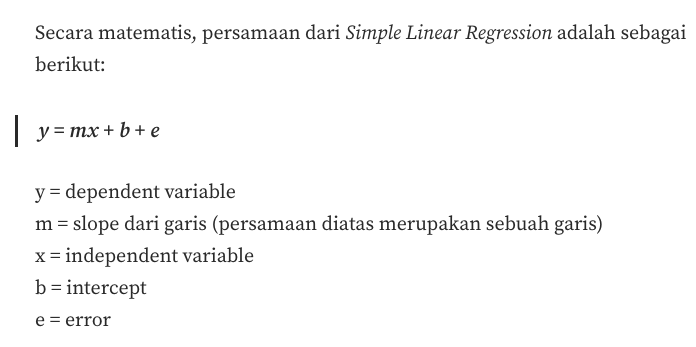 Secara matematis, persamaan dari Simple Linear Regression adalah sebagai
berikut:
y = mx + b + e
y = dependent variable
m = slope dari garis (persamaan diatas merupakan sebuah garis)
x = independent variable
b = intercept
e = error